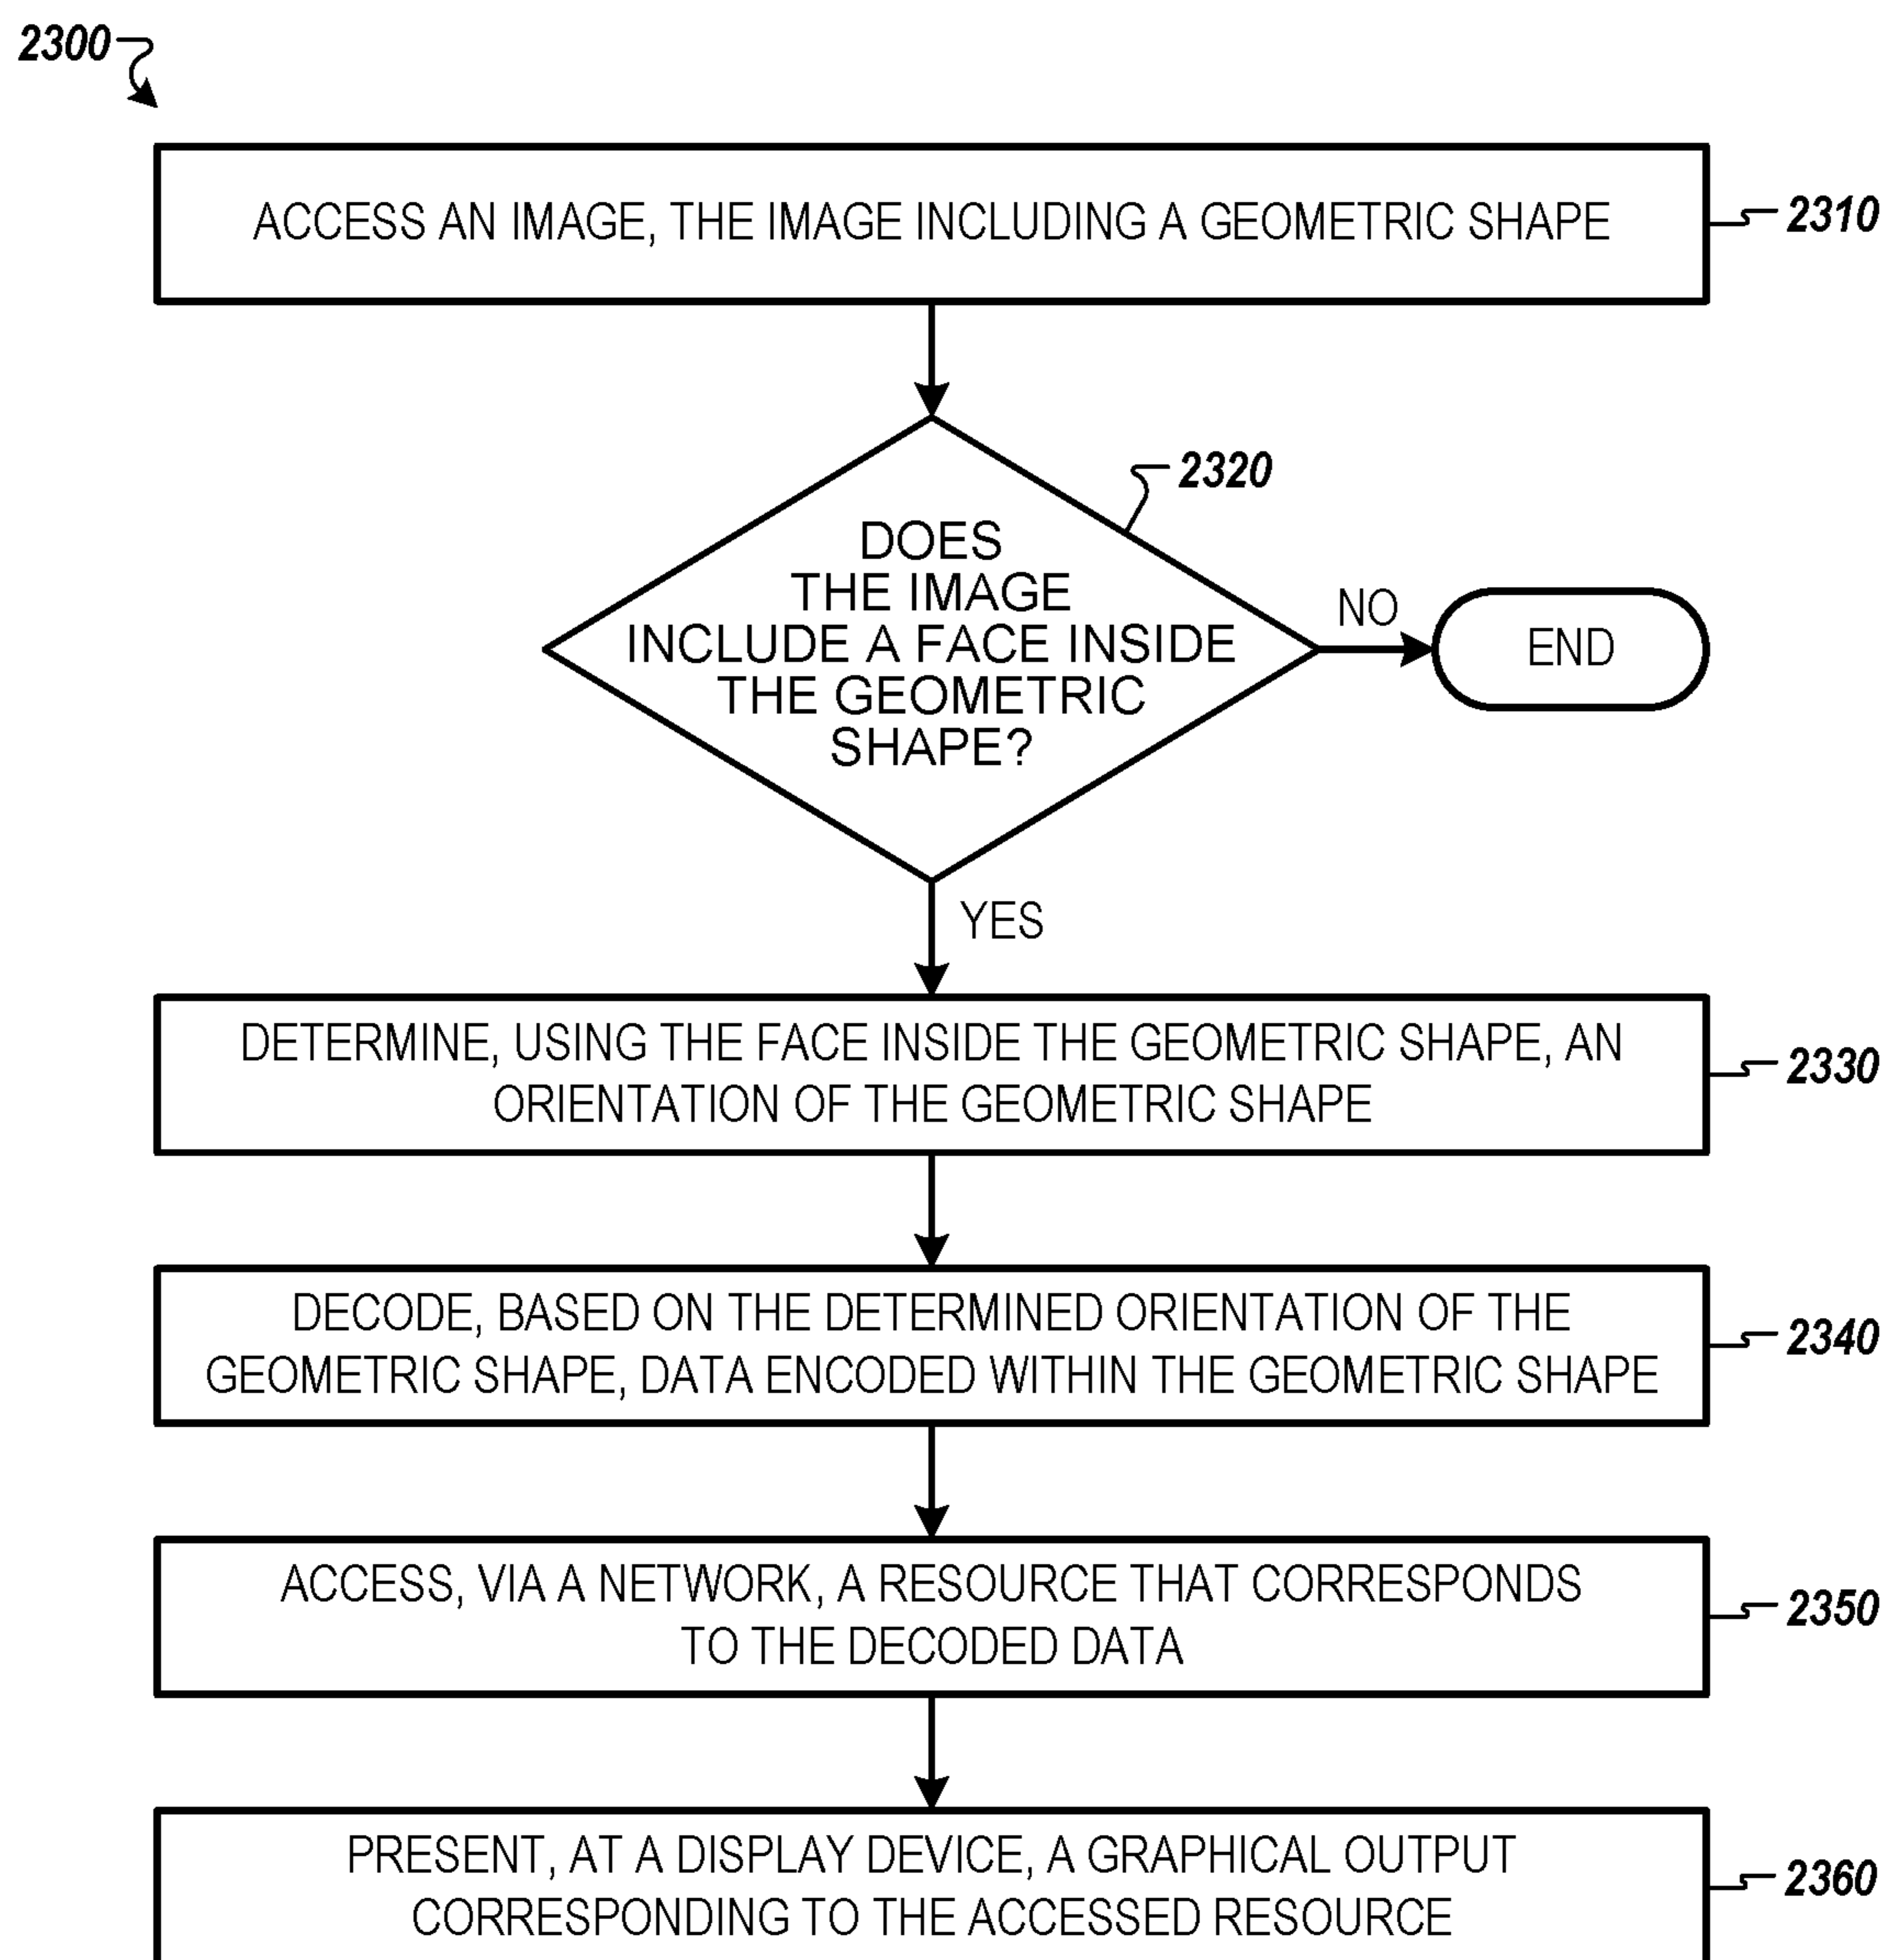 2300
ACCESS AN IMAGE, THE IMAGE INCLUDING A GEOMETRIC SHAPE
2310
2320
DOES
THE IMAGE
INCLUDE A FACE INSIDE
THE GEOMETRIC
SHAPE?
NO
END
YES
DETERMINE, USING THE FACE INSIDE THE GEOMETRIC SHAPE, AN
ORIENTATION OF THE GEOMETRIC SHAPE
2330
DECODE, BASED ON THE DETERMINED ORIENTATION OF THE
GEOMETRIC SHAPE, DATA ENCODED WITHIN THE GEOMETRIC SHAPE
2340
ACCESS, VIA A NETWORK, A RESOURCE THAT CORRESPONDS
TO THE DECODED DATA
2350
PRESENT, AT A DISPLAY DEVICE, A GRAPHICAL OUTPUT
CORRESPONDING TO THE ACCESSED RESOURCE
2360